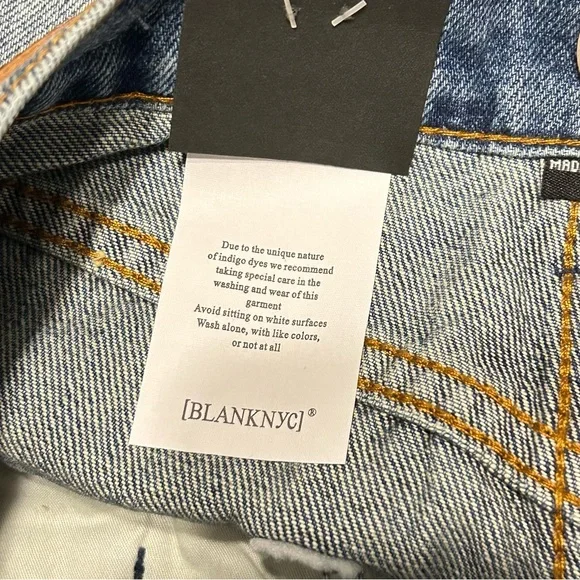 MAD
Due to the unique nature
of indigo dyes we recommend
taking special care in the
washing and wear of this
garment
Avoid sitting on white surfaces
Wash alone, with like colors,
or not at all
[BLANKNYC]®